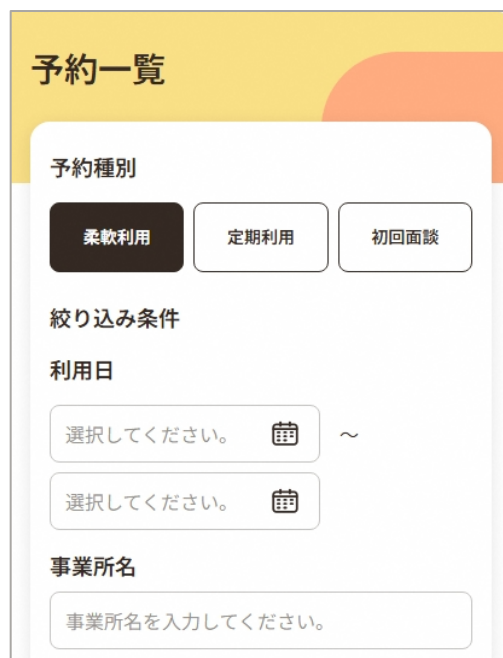 予約一覧
予約種別
柔軟利用 定期利用 初回面談
絞り込み条件
利用日
選択してください。 〜
選択してください。
事業所名
事業所名を入力してください。